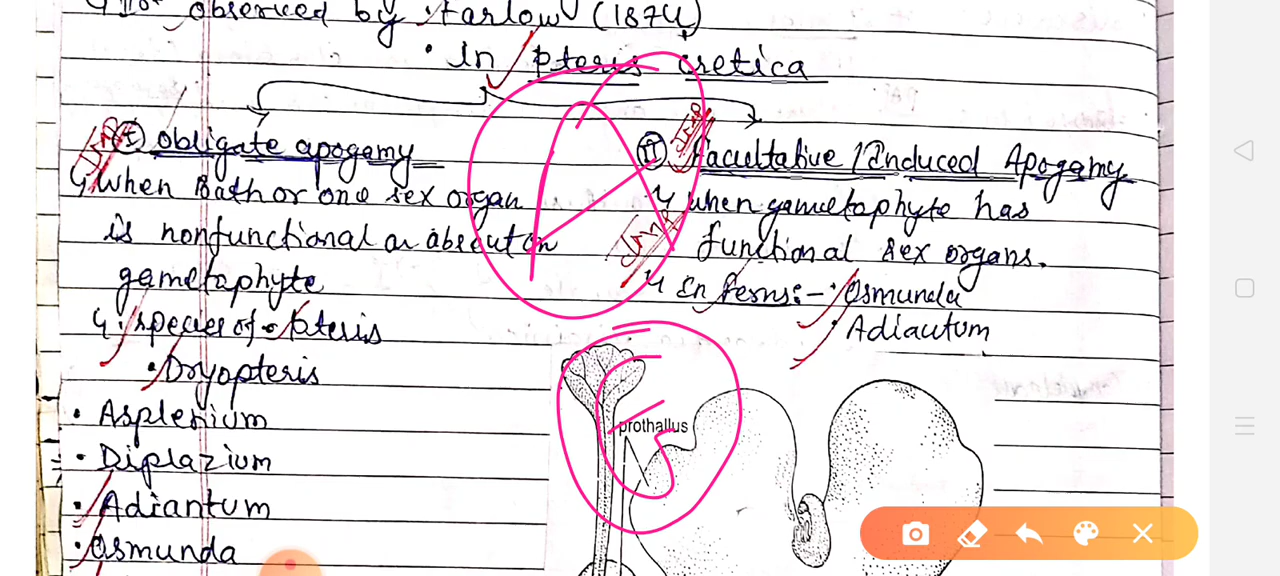 observed by Farlow (1874)
• In pteris cretica
(I) obligate apogamy
(II) Facultative / Induced Apogamy
When Both or one sex organ
is nonfunctional or absent on
gametophyte
when gametophyte has
functional sex organs.
In ferns:- • Osmunda
• Adiantum
species of • pteris
• Dryopteris
• Asplenium
• Diplazium
• Adiantum
• Osmunda
prothallus